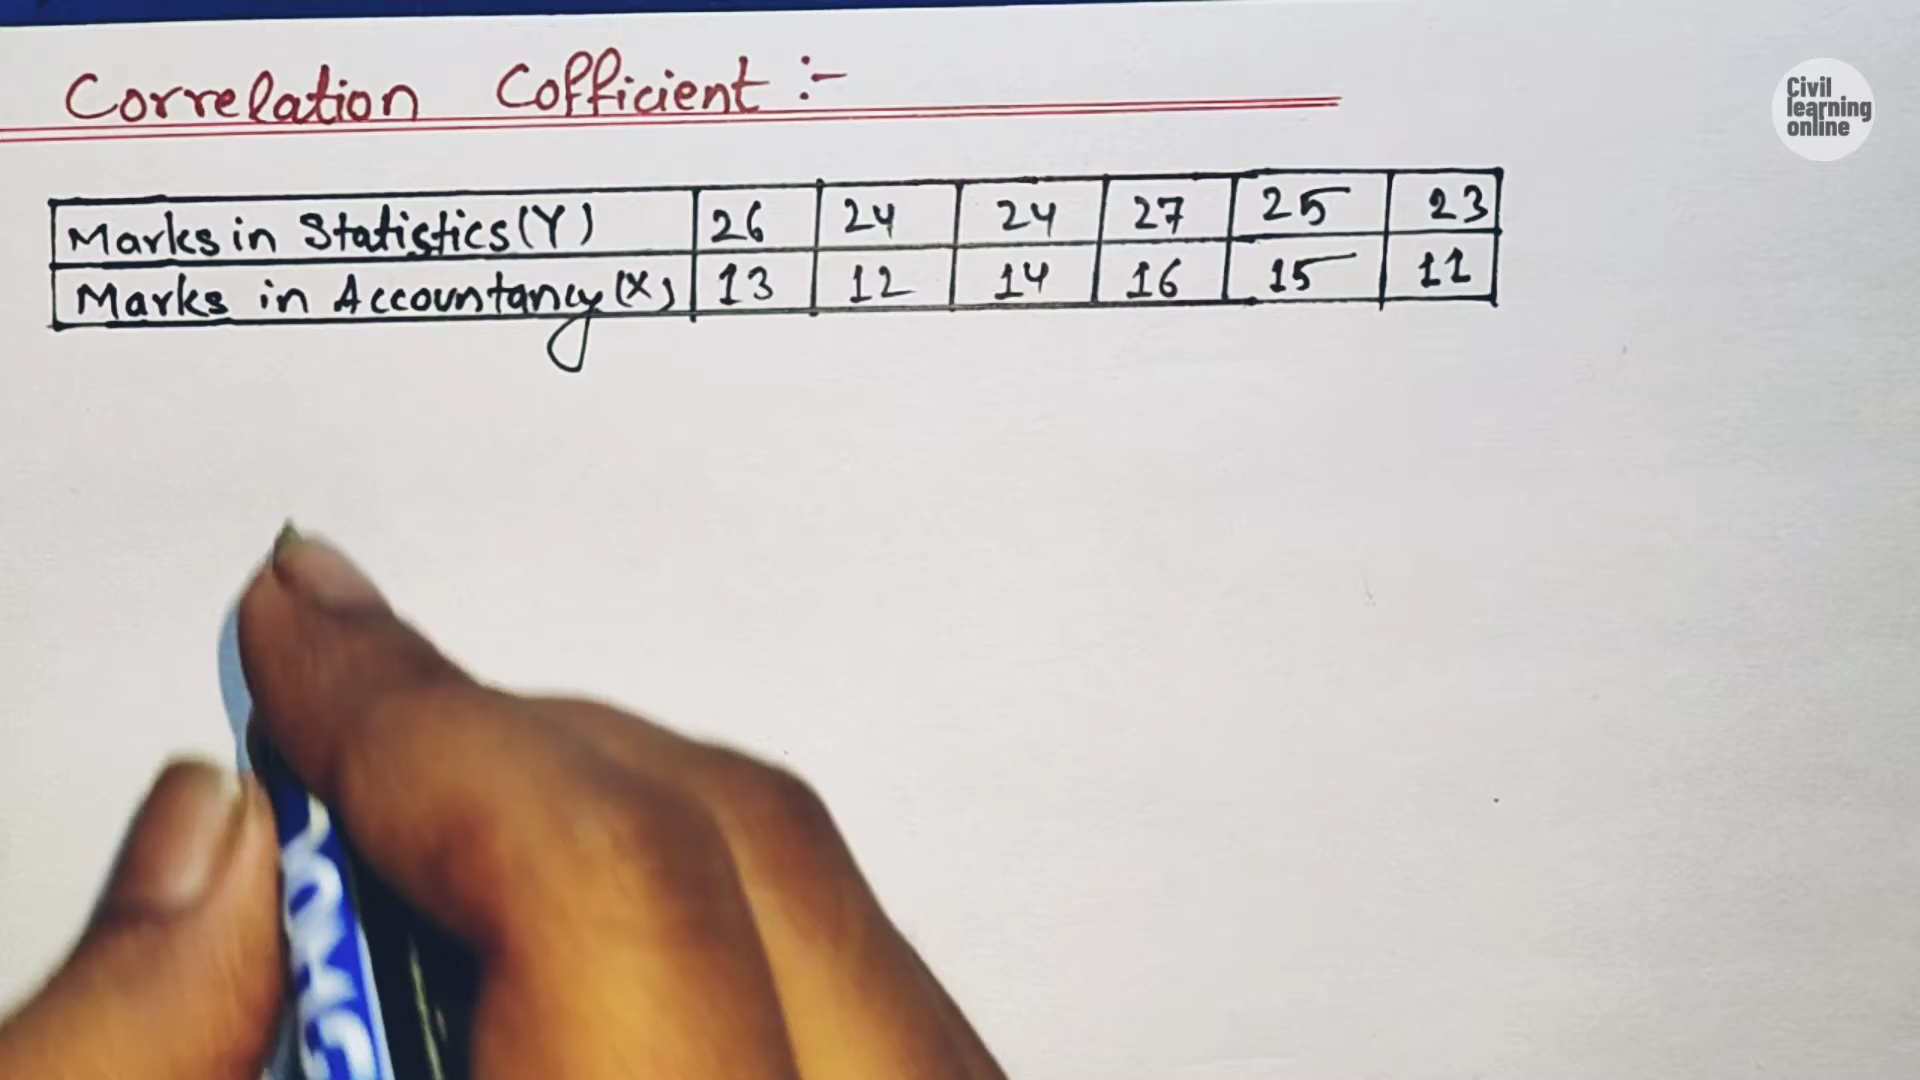 Correlation Cofficient :-
Civil
learning
online
Marks in Statistics (Y) 26 24 24 27 25 23
Marks in Accountancy (X) 13 12 14 16 15 11